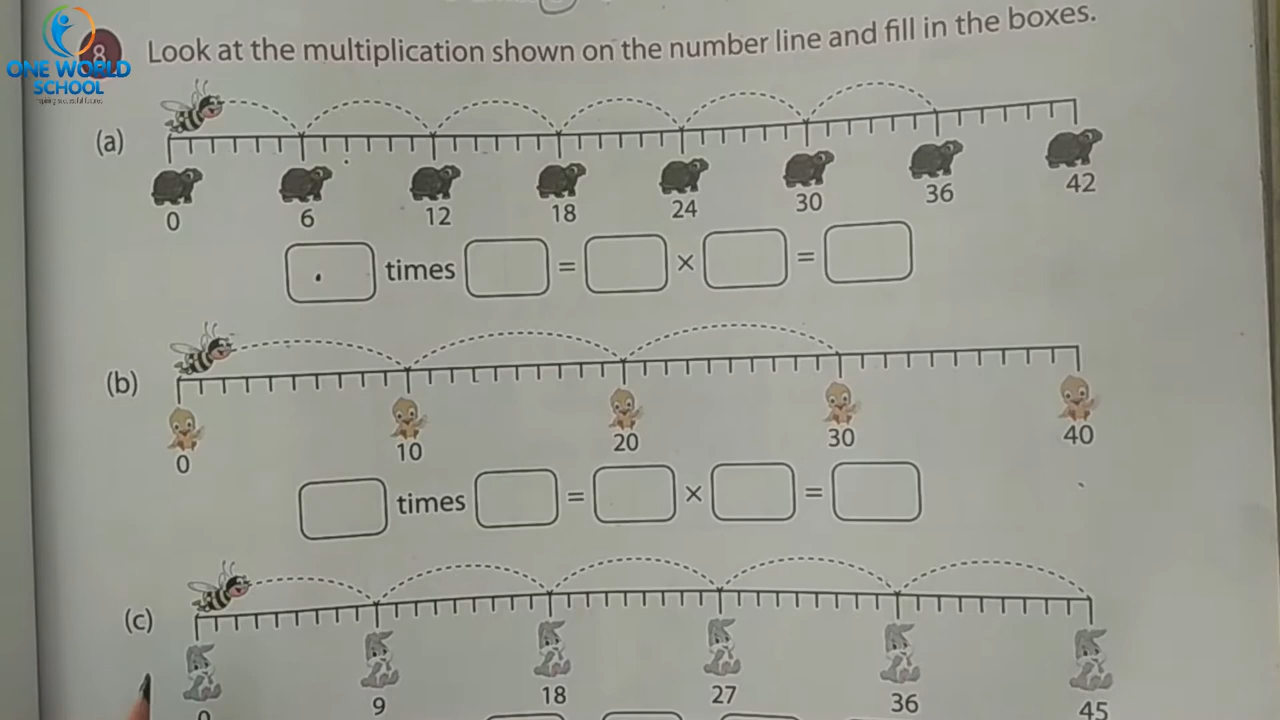 ONE WORLD
SCHOOL
8 Look at the multiplication shown on the number line and fill in the boxes.
(a)
0 6 12 18 24 30 36 42
times = × =
(b)
0 10 20 30 40
times = × =
(c)
0 9 18 27 36 45